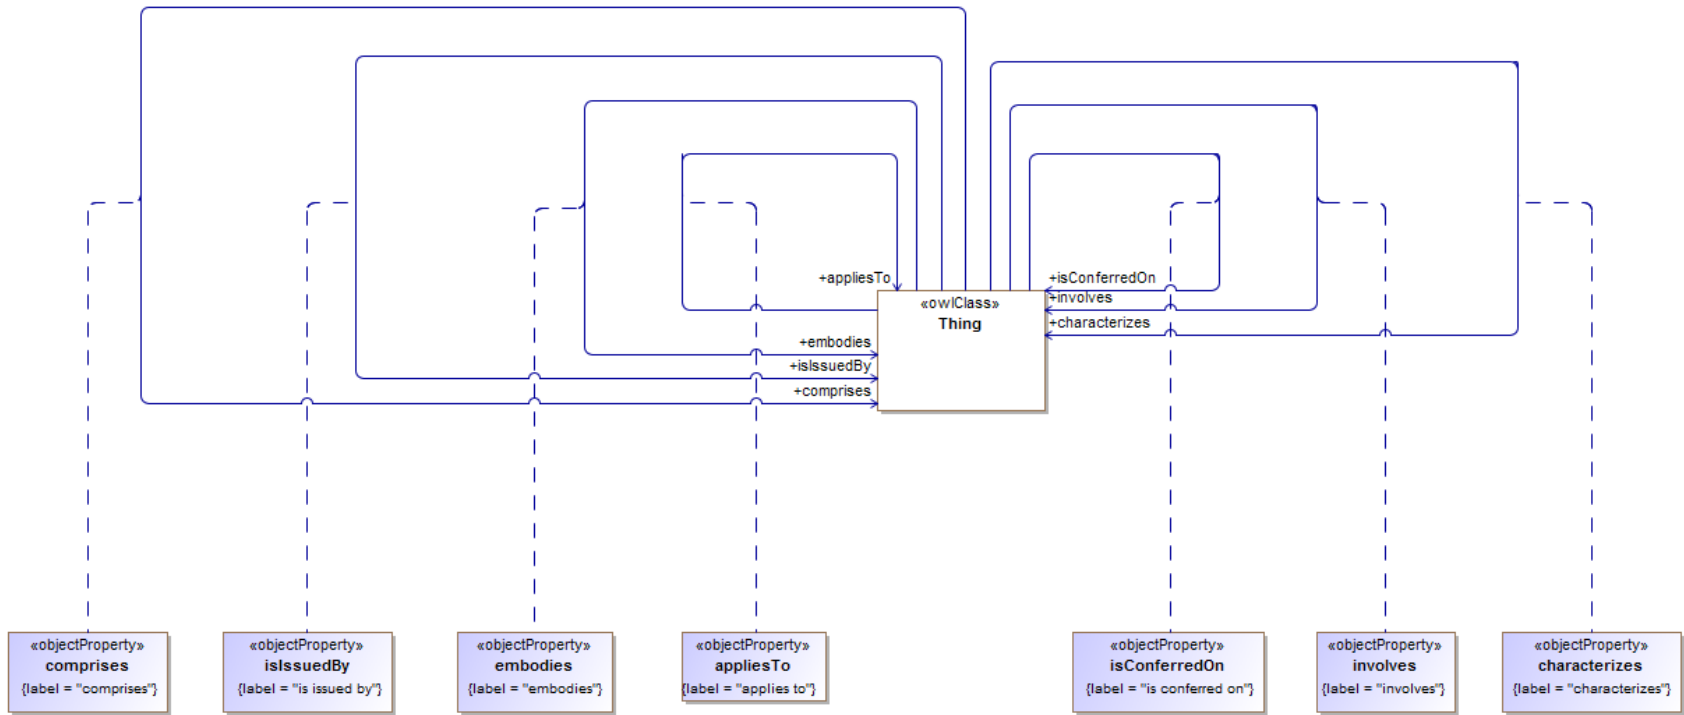 +appliesTo
+isConferredOn
«owlClass»
Thing
+involves
+characterizes
+embodies
+isIssuedBy
+comprises
«objectProperty»
comprises
{label = "comprises"}
«objectProperty»
isIssuedBy
{label = "is issued by"}
«objectProperty»
embodies
{label = "embodies"}
«objectProperty»
appliesTo
{label = "applies to"}
«objectProperty»
isConferredOn
{label = "is conferred on"}
«objectProperty»
involves
{label = "involves"}
«objectProperty»
characterizes
{label = "characterizes"}